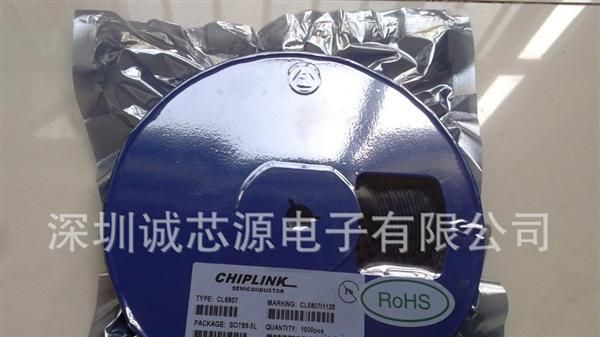 深圳诚芯源电子有限公司
CHIPLINK
SEMICONDUCTOR
TYPE: CL6807 MARKING: CL6807/1128
PACKAGE: SOT89-5L QUANTITY: 1000pcs
RoHS